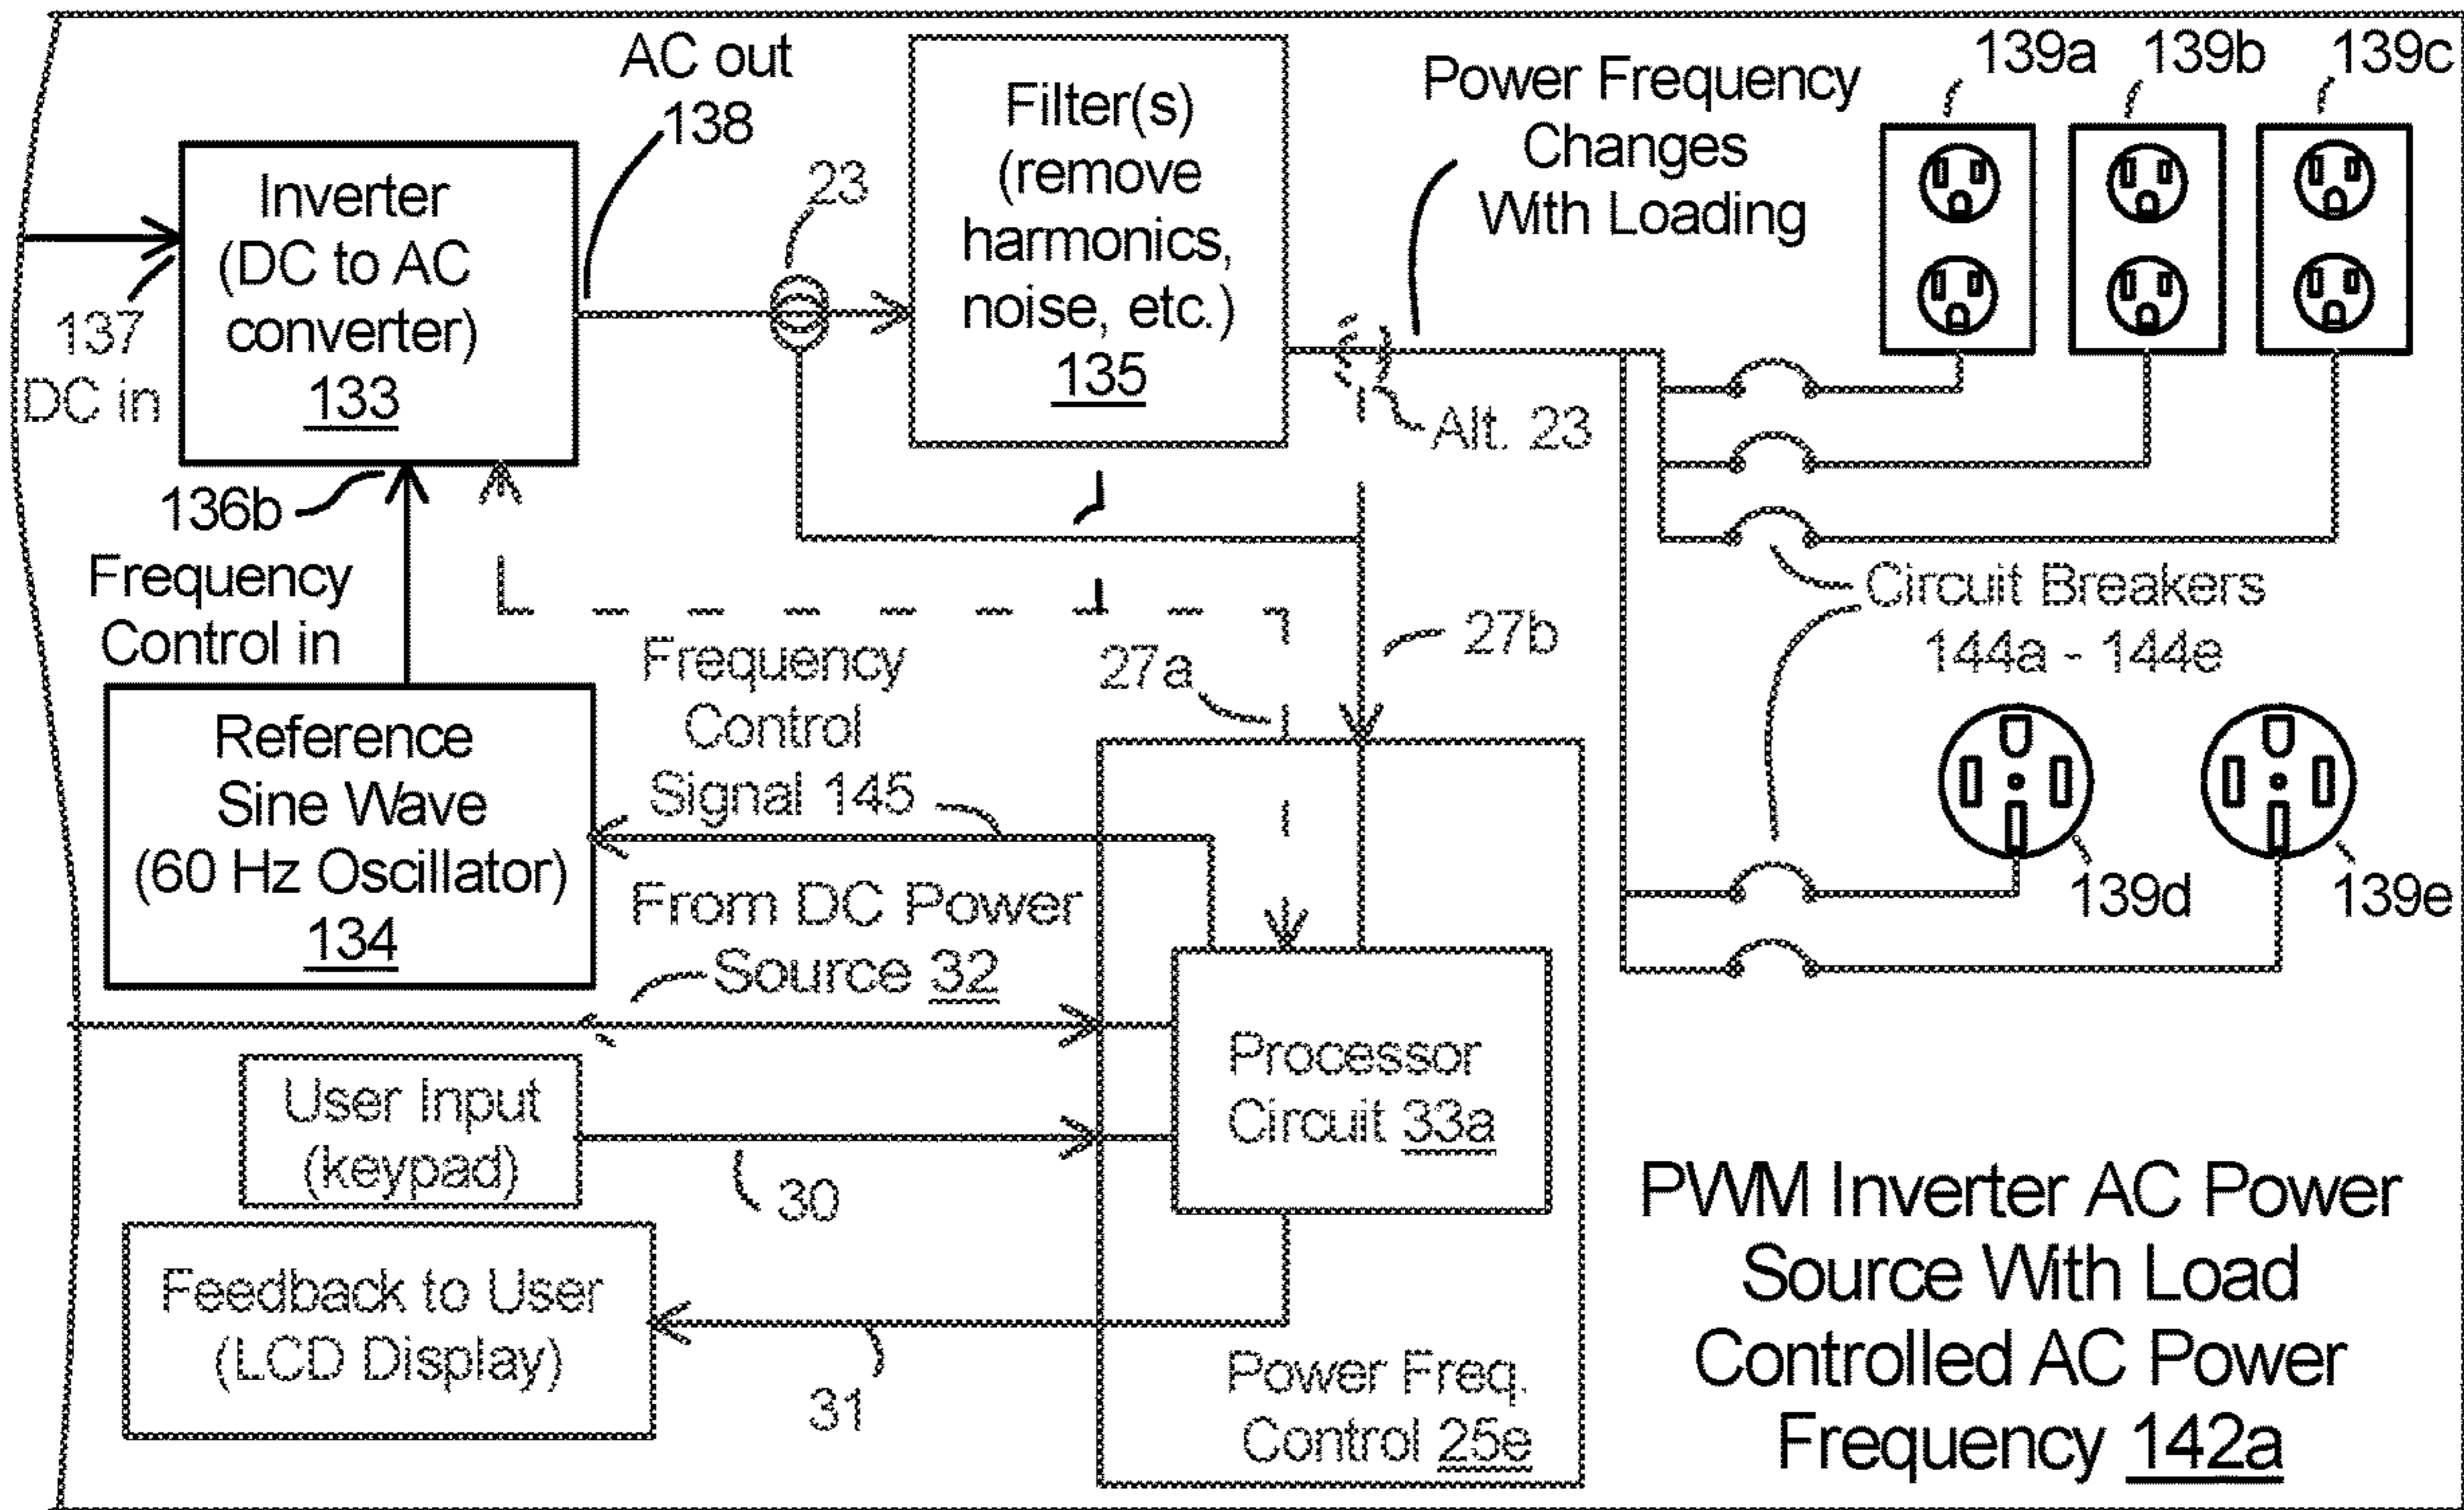 AC out
138
Inverter
(DC to AC
converter)
133
137
DC in
23
Filter(s)
(remove
harmonics,
noise, etc.)
135
Power Frequency
Changes
With Loading
Alt. 23
139a
139b
139c
136b
Frequency
Control in
Circuit Breakers
144a - 144e
27b
27a
Frequency
Control
Signal 145
Reference
Sine Wave
(60 Hz Oscillator)
134
139d
139e
From DC Power
Source 32
User Input
(keypad)
30
Processor
Circuit 33a
Feedback to User
(LCD Display)
31
Power Freq.
Control 25e
PWM Inverter AC Power
Source With Load
Controlled AC Power
Frequency 142a